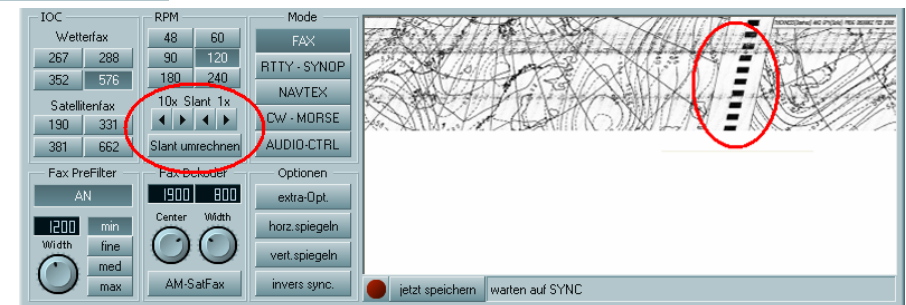 IOC
Wetterfax
267 288
352 576
Satellitenfax
190 331
381 662
RPM
48 60
90 120
180 240
10x Slant 1x
Slant umrechnen
Mode
FAX
RTTY - SYNOP
NAVTEX
CW - MORSE
AUDIO-CTRL
Fax PreFilter
AN
1200 min
Width fine
med
max
Fax Dekoder
1900 800
Center Width
AM-SatFax
Optionen
extra-Opt.
horz.spiegeln
vert.spiegeln
invers sync.
jetzt speichern warten auf SYNC